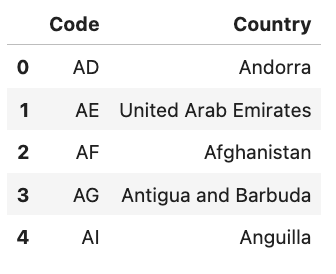 Code Country
0 AD Andorra
1 AE United Arab Emirates
2 AF Afghanistan
3 AG Antigua and Barbuda
4 AI Anguilla